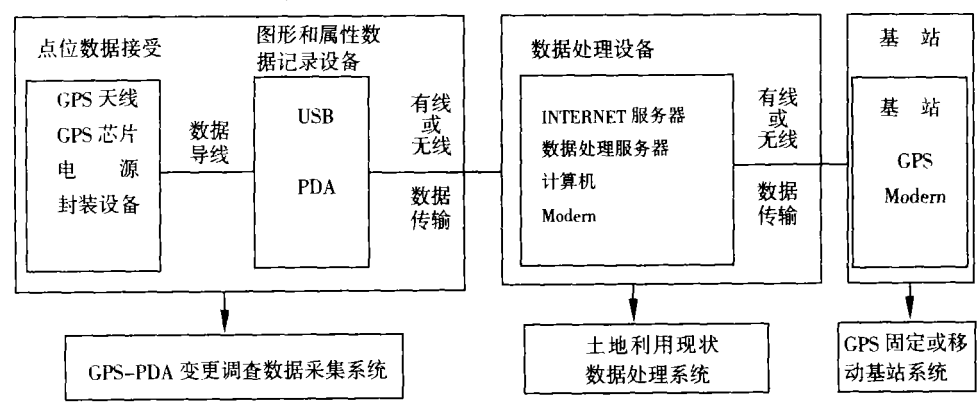 点位数据接受
GPS 天线
GPS 芯片
电 源
封装设备
数据
导线
图形和属性数
据记录设备
USB
PDA
有线
或
无线
数据
传输
数据处理设备
INTERNET 服务器
数据处理服务器
计算机
Modern
有线
或
无线
数据
传输
基 站
基 站
GPS
Modern
GPS-PDA 变更调查数据采集系统
土地利用现状
数据处理系统
GPS 固定或移
动基站系统